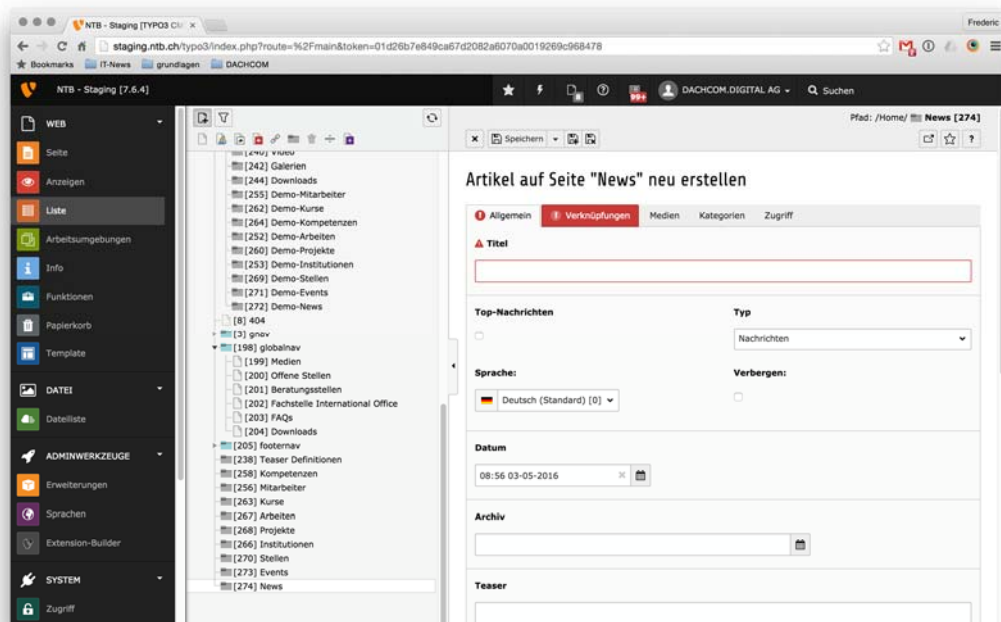 NTB - Staging [TYPO3 CM
Frederic
staging.ntb.ch/typo3/index.php?route=%2Fmain&token=01d26b7e849ca67d2082a6070a0019269c968478
Bookmarks IT-News grundlagen DACHCOM
NTB - Staging [7.6.4]
99+
DACHCOM.DIGITAL AG
Suchen
WEB
Seite
Anzeigen
Liste
Arbeitsumgebungen
Info
Funktionen
Papierkorb
Template
DATEI
Dateiliste
ADMINWERKZEUGE
Erweiterungen
Sprachen
Extension-Builder
SYSTEM
Zugriff
[240] Video
[242] Galerien
[244] Downloads
[255] Demo-Mitarbeiter
[262] Demo-Kurse
[264] Demo-Kompetenzen
[252] Demo-Arbeiten
[260] Demo-Projekte
[253] Demo-Institutionen
[269] Demo-Stellen
[271] Demo-Events
[272] Demo-News
[8] 404
[3] gnav
[198] globalnav
[199] Medien
[200] Offene Stellen
[201] Beratungsstellen
[202] Fachstelle International Office
[203] FAQs
[204] Downloads
[205] footernav
[238] Teaser Definitionen
[258] Kompetenzen
[256] Mitarbeiter
[263] Kurse
[267] Arbeiten
[268] Projekte
[266] Institutionen
[270] Stellen
[273] Events
[274] News
Pfad: /Home/ News [274]
Speichern
Artikel auf Seite "News" neu erstellen
Allgemein Verknüpfungen Medien Kategorien Zugriff
Titel
Top-Nachrichten Typ
Nachrichten
Sprache: Verbergen:
Deutsch (Standard) [0]
Datum
08:56 03-05-2016
Archiv
Teaser